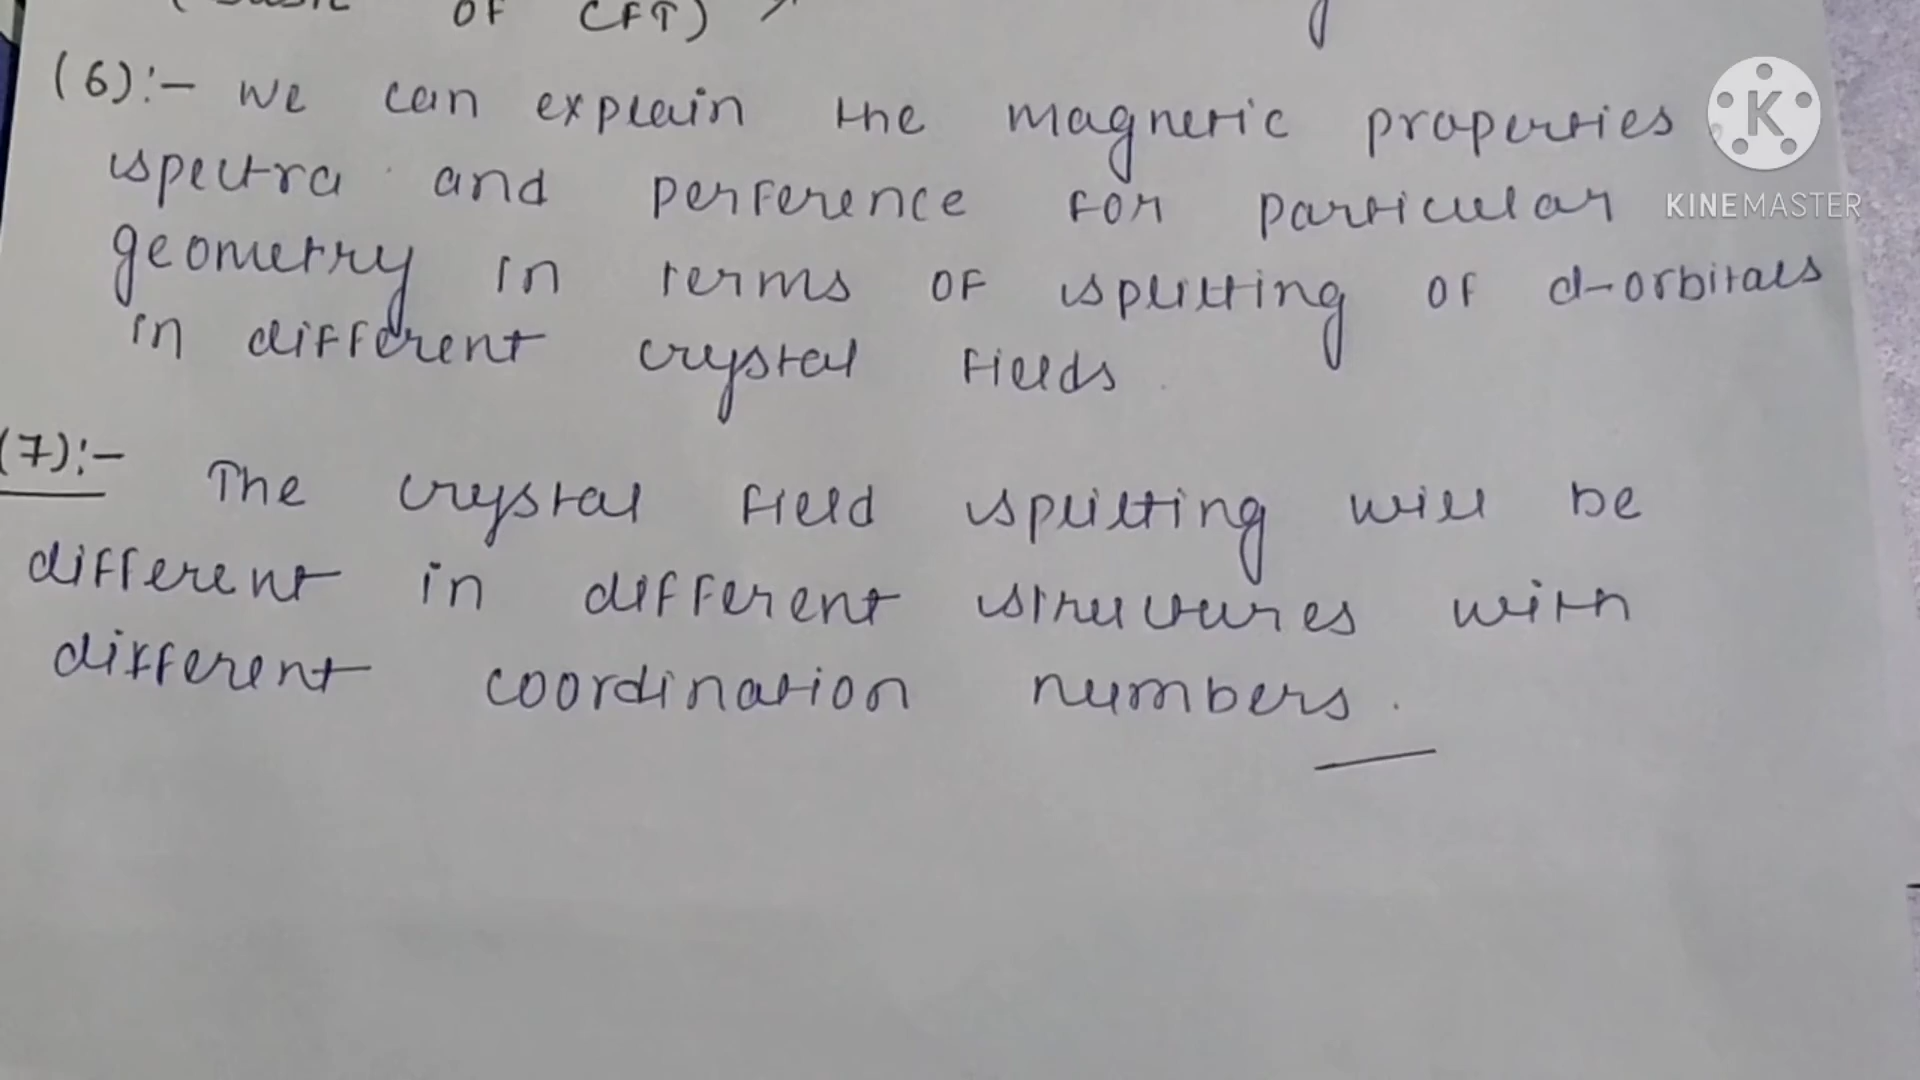 OF CFT)
(6):- We can explain the magnetic properties
spectra and perference for particular
geometry in terms of splitting of d-orbitals
in different crystal fields.
(7):- The crystal field splitting will be
different in different structures with
different coordination numbers.
K
KINEMASTER